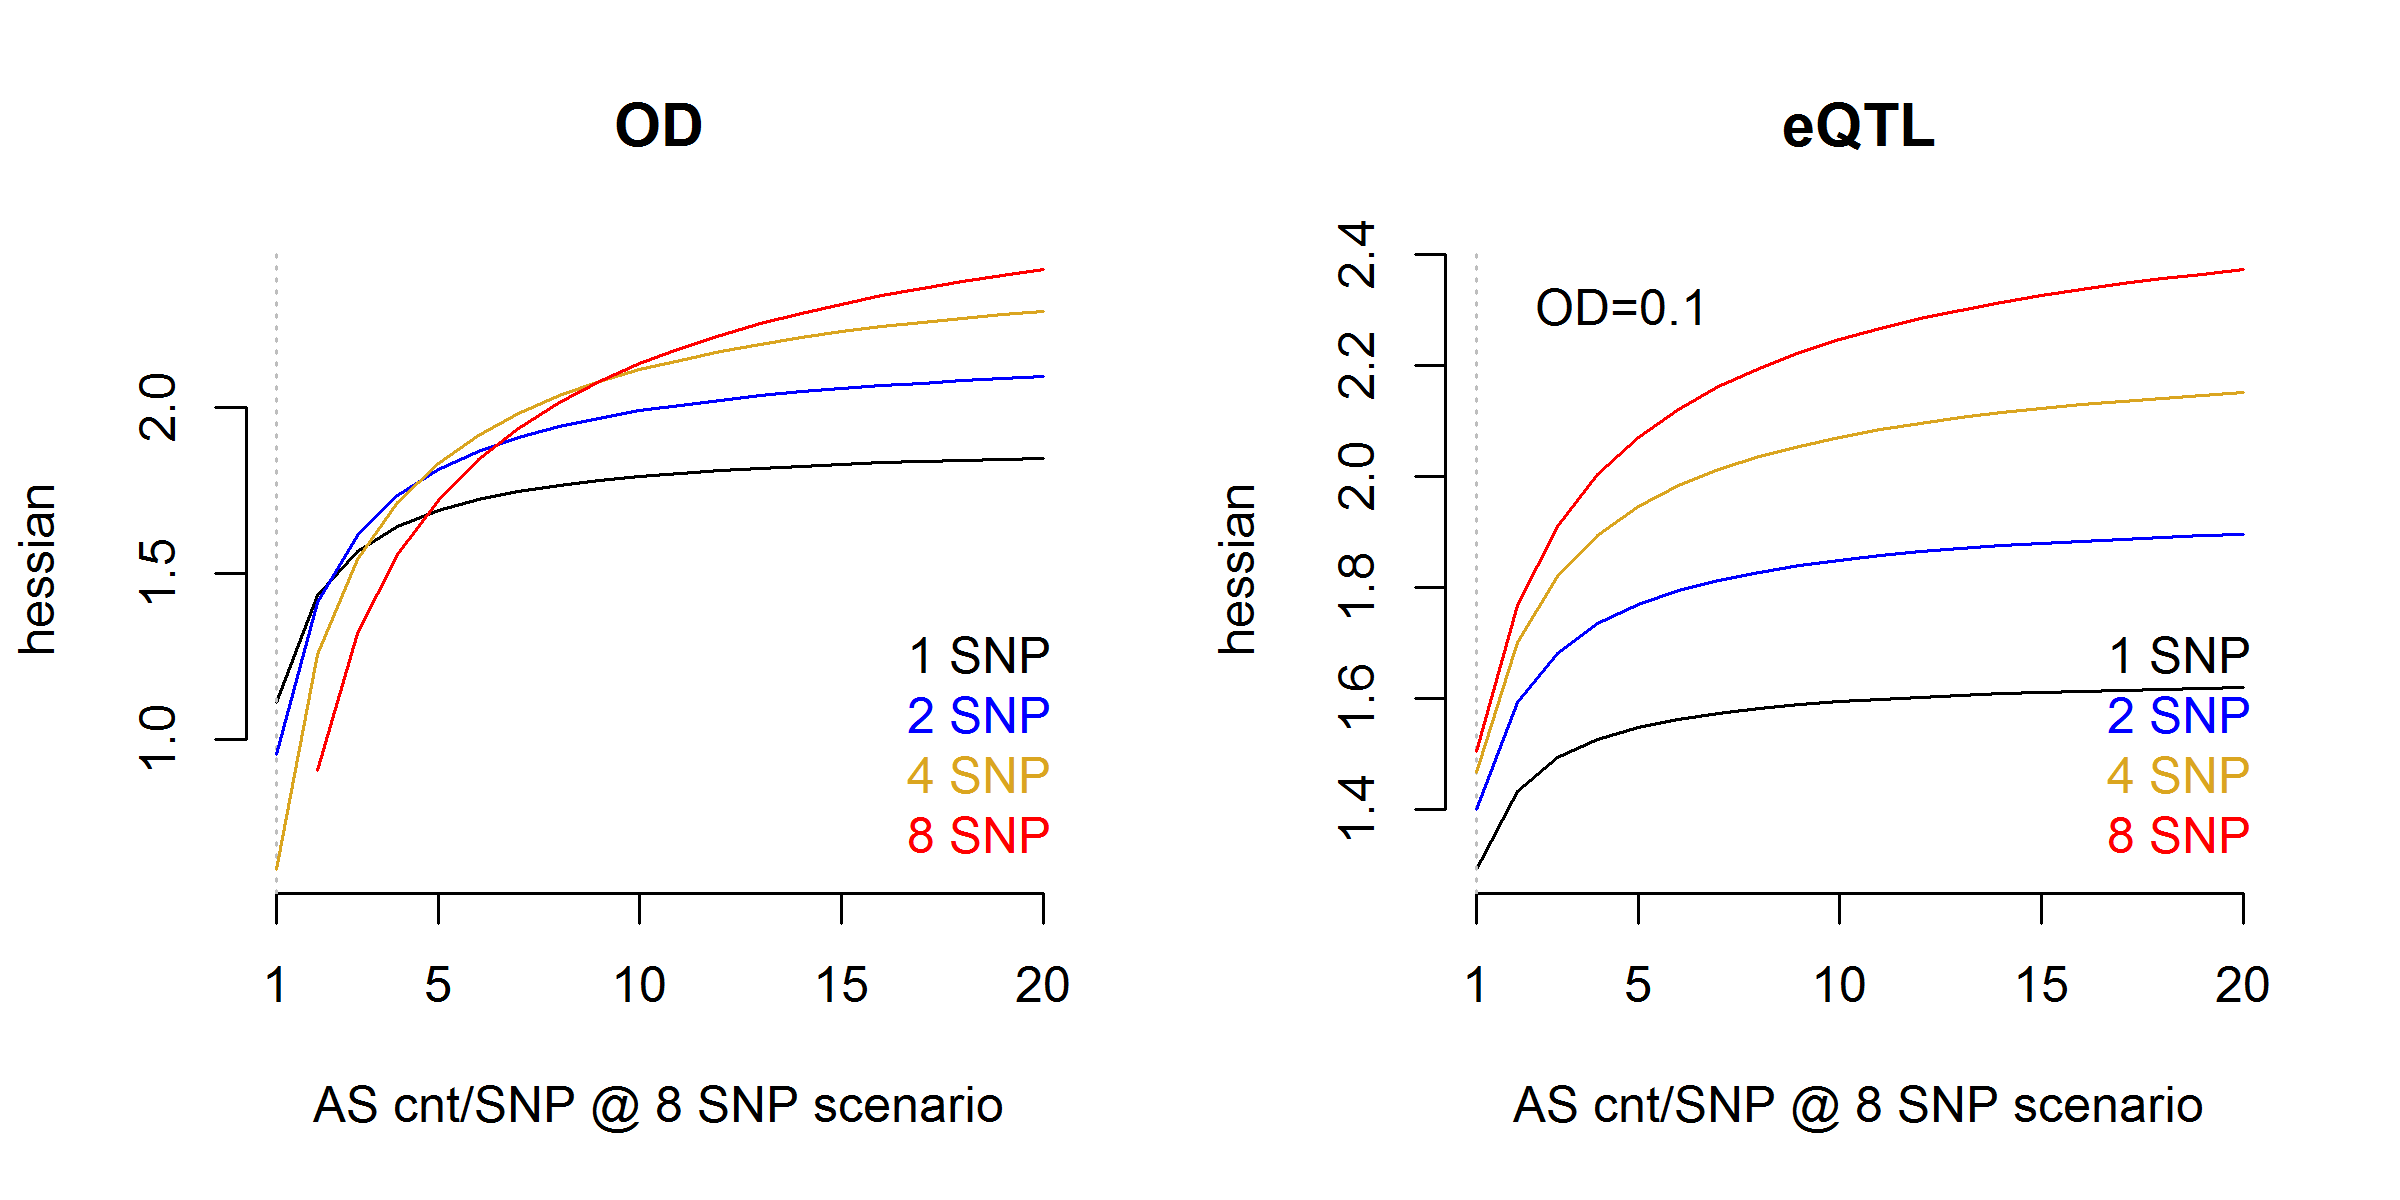 OD
hessian
2.0
1.5
1.0
1 SNP
2 SNP
4 SNP
8 SNP
1 5 10 15 20
AS cnt/SNP @ 8 SNP scenario
eQTL
hessian
2.4
2.2
2.0
1.8
1.6
1.4
OD=0.1
1 SNP
2 SNP
4 SNP
8 SNP
1 5 10 15 20
AS cnt/SNP @ 8 SNP scenario